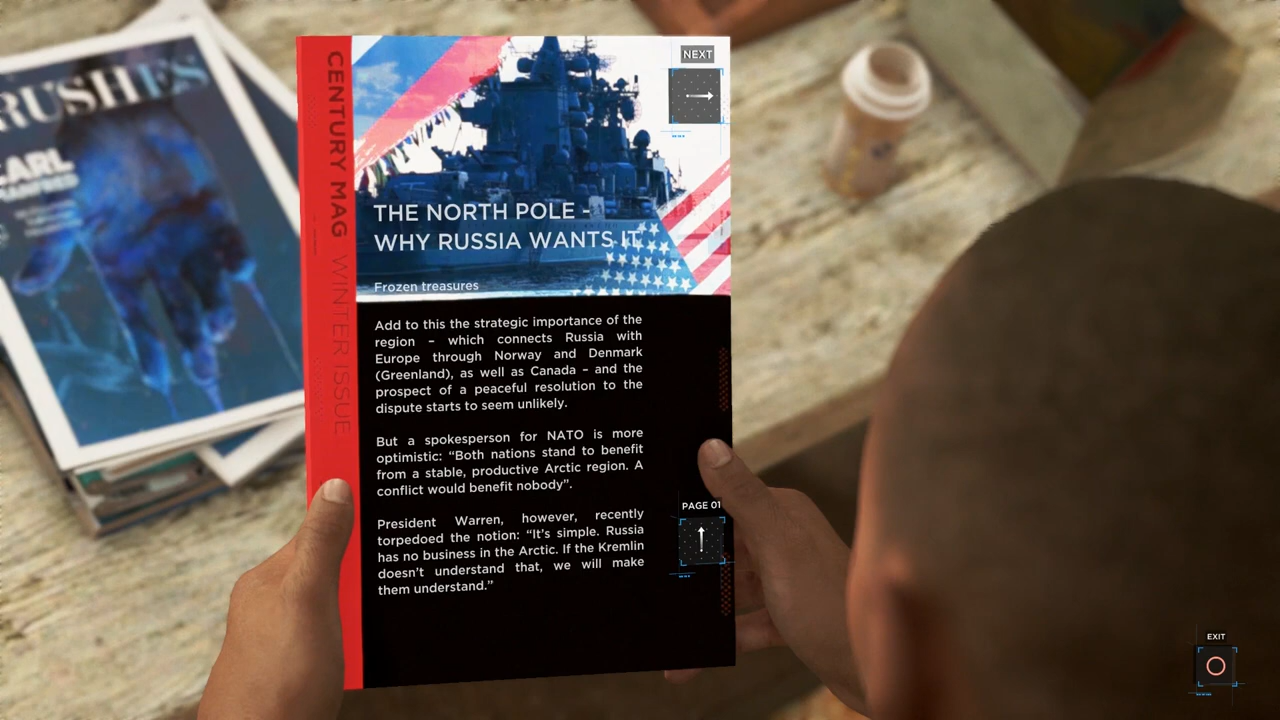 RUSHES
CARL
CENTURY MAG WINTER ISSUE
NEXT
THE NORTH POLE -
WHY RUSSIA WANTS IT
Frozen treasures
Add to this the strategic importance of the
region – which connects Russia with
Europe through Norway and Denmark
(Greenland), as well as Canada – and the
prospect of a peaceful resolution to the
dispute starts to seem unlikely.
But a spokesperson for NATO is more
optimistic: “Both nations stand to benefit
from a stable, productive Arctic region. A
conflict would benefit nobody”.
President Warren, however, recently
torpedoed the notion: “It’s simple. Russia
has no business in the Arctic. If the Kremlin
doesn’t understand that, we will make
them understand.”
PAGE 01
EXIT